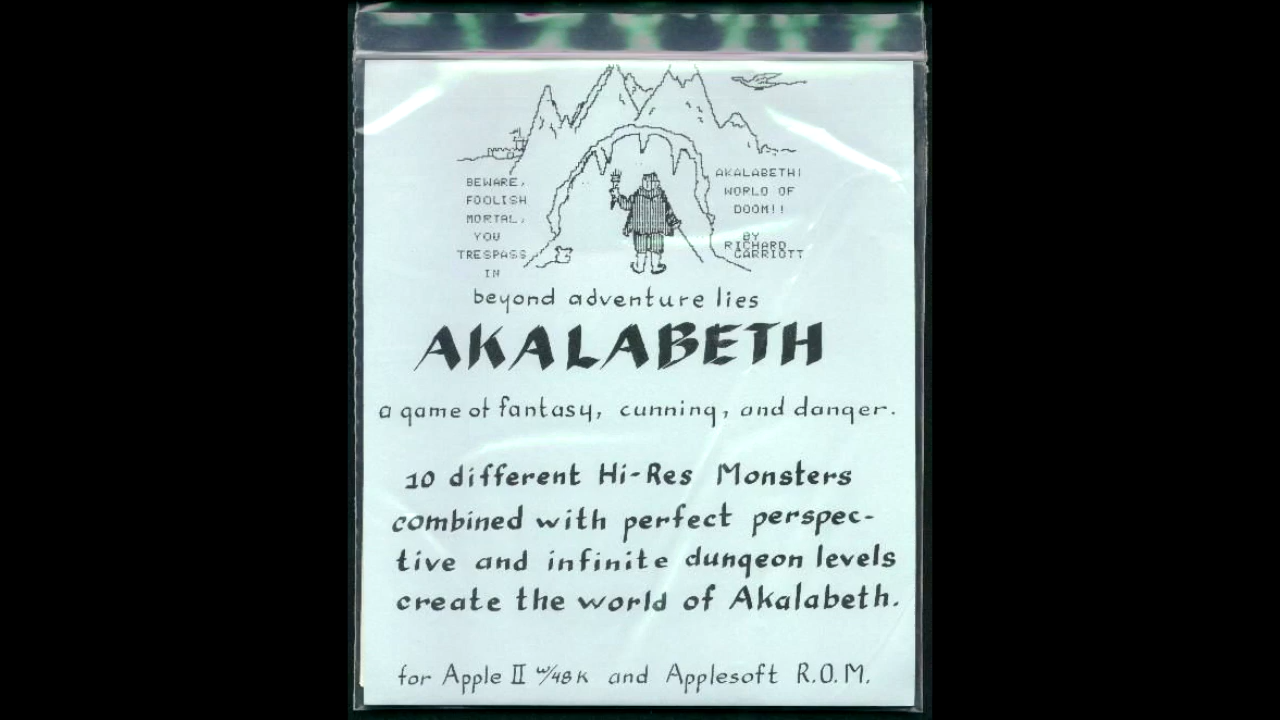 BEWARE,
FOOLISH
MORTAL,
YOU
TRESPASS
IN
AKALABETH!
WORLD OF
DOOM!!
BY
RICHARD
GARRIOTT
beyond adventure lies
AKALABETH
a game of fantasy, cunning, and danger.
10 different Hi-Res Monsters
combined with perfect perspec-
tive and infinite dungeon levels
create the world of Akalabeth.
for Apple II w/48K and Applesoft R.O.M.